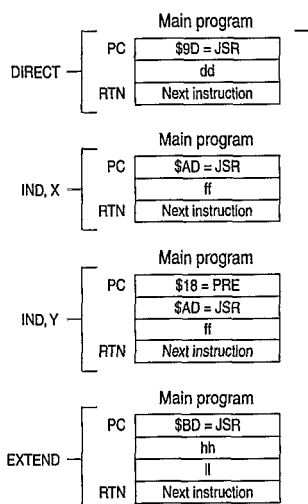 Main program
PC $9D = JSR
DIRECT
dd
RTN Next instruction
Main program
PC $AD = JSR
IND, X
ff
RTN Next instruction
Main program
PC $18 = PRE
$AD = JSR
IND, Y
ff
RTN Next instruction
Main program
PC $BD = JSR
hh
EXTEND
ll
RTN Next instruction